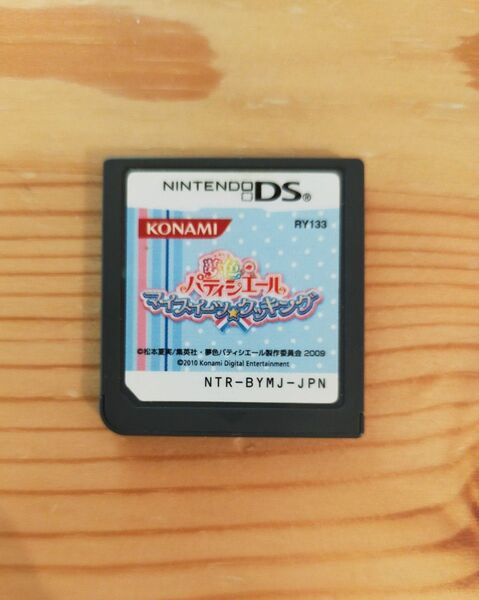 NINTENDO DS®
KONAMI
RY133
夢色
パティシエール
マイスイーツ☆クッキング
©松本夏実/集英社・夢色パティシエール製作委員会 2009
©2010 Konami Digital Entertainment
NTR-BYMJ-JPN